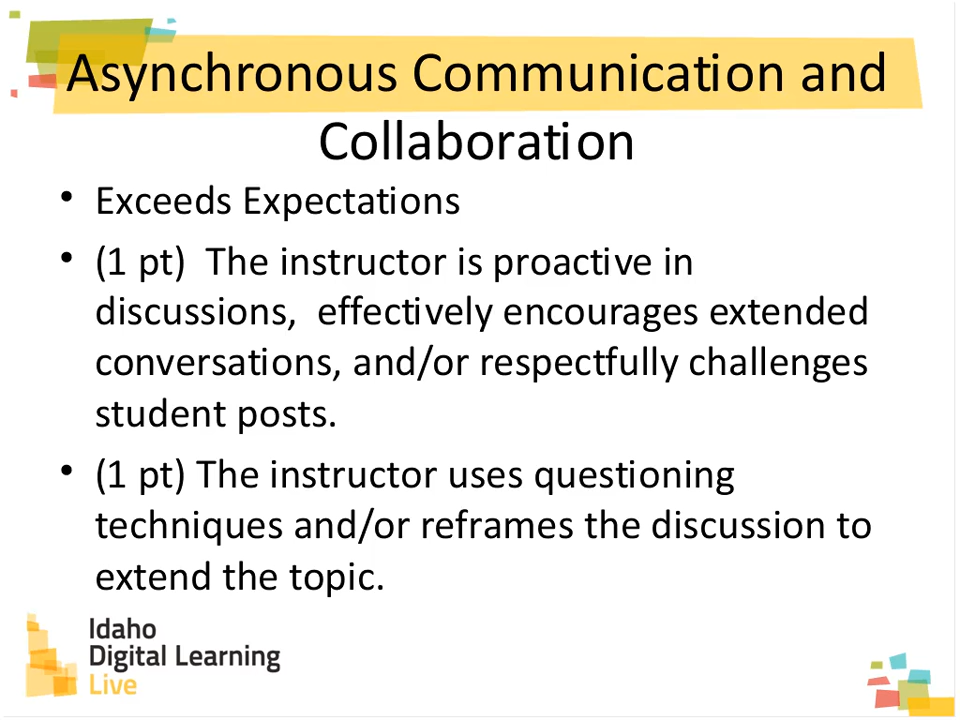 Asynchronous Communication and
Collaboration
• Exceeds Expectations
• (1 pt)  The instructor is proactive in
discussions,  effectively encourages extended
conversations, and/or respectfully challenges
student posts.
• (1 pt) The instructor uses questioning
techniques and/or reframes the discussion to
extend the topic.
Idaho
Digital Learning
Live